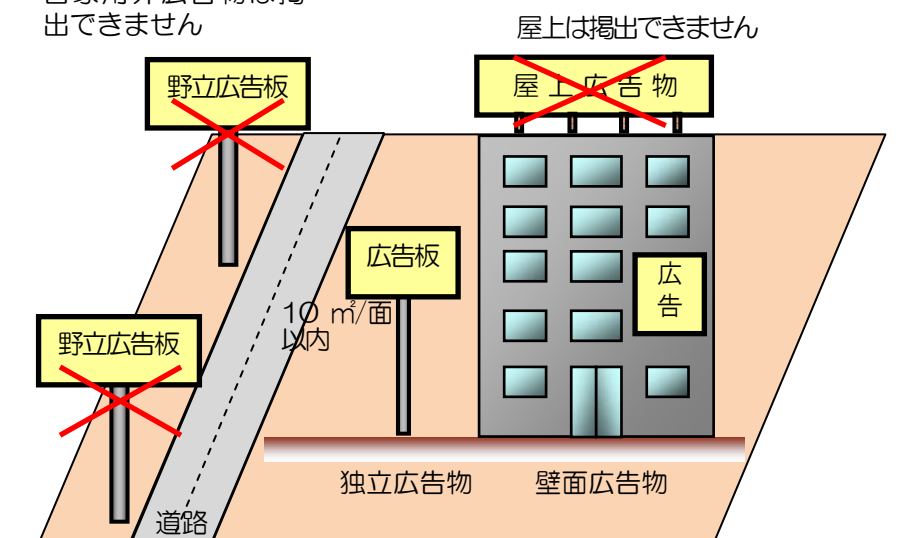 出できません
屋上は掲出できません
野立広告板
屋上広告物
広告板
広
告
10 ㎡/面
以内
野立広告板
独立広告物
壁面広告物
道路